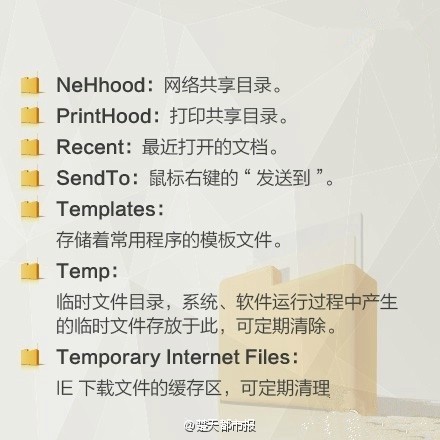 NeHhood：网络共享目录。
PrintHood：打印共享目录。
Recent：最近打开的文档。
SendTo：鼠标右键的“发送到”。
Templates：
存储着常用程序的模板文件。
Temp：
临时文件目录，系统、软件运行过程中产生
的临时文件存放于此，可定期清除。
Temporary Internet Files：
IE 下载文件的缓存区，可定期清理
@楚天都市报